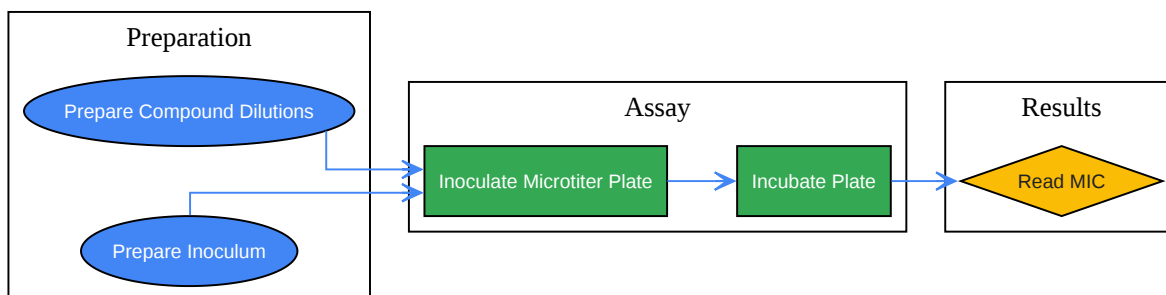 Preparation
Prepare Compound Dilutions
Prepare Inoculum
Assay
Inoculate Microtiter Plate
Incubate Plate
Results
Read MIC